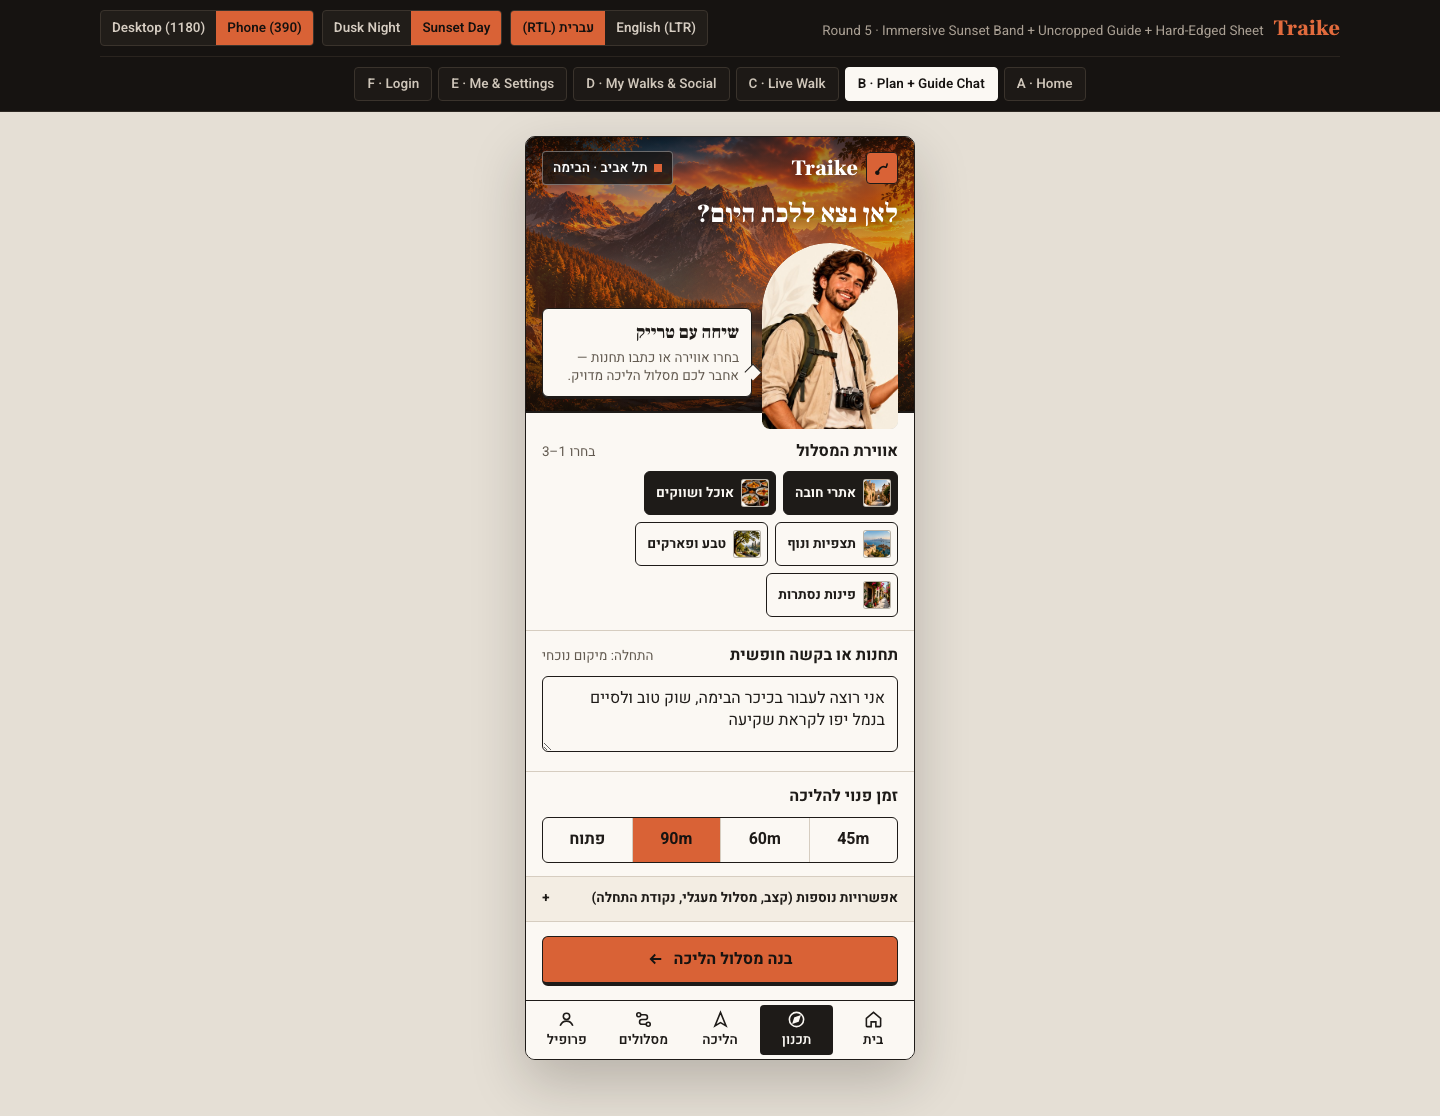 Traike
Round 5 · Immersive Sunset Band + Uncropped Guide + Hard-Edged Sheet
English (LTR)
עברית (RTL)
Sunset Day
Dusk Night
Phone (390)
Desktop (1180)
A · Home
B · Plan + Guide Chat
C · Live Walk
D · My Walks & Social
E · Me & Settings
F · Login
Traike
תל אביב · הבימה
לאן נצא ללכת היום?
שיחה עם טרייק
בחרו אווירה או כתבו תחנות —
אחבר לכם מסלול הליכה מדויק.
אווירת המסלול
בחרו 1–3
אתרי חובה
אוכל ושווקים
תצפיות ונוף
טבע ופארקים
פינות נסתרות
תחנות או בקשה חופשית
התחלה: מיקום נוכחי
אני רוצה לעבור בכיכר הבימה, שוק טוב ולסיים
בנמל יפו לקראת שקיעה
זמן פנוי להליכה
45m
60m
90m
פתוח
אפשרויות נוספות (קצב, מסלול מעגלי, נקודת התחלה)
+
בנה מסלול הליכה ←
בית
תכנון
הליכה
מסלולים
פרופיל